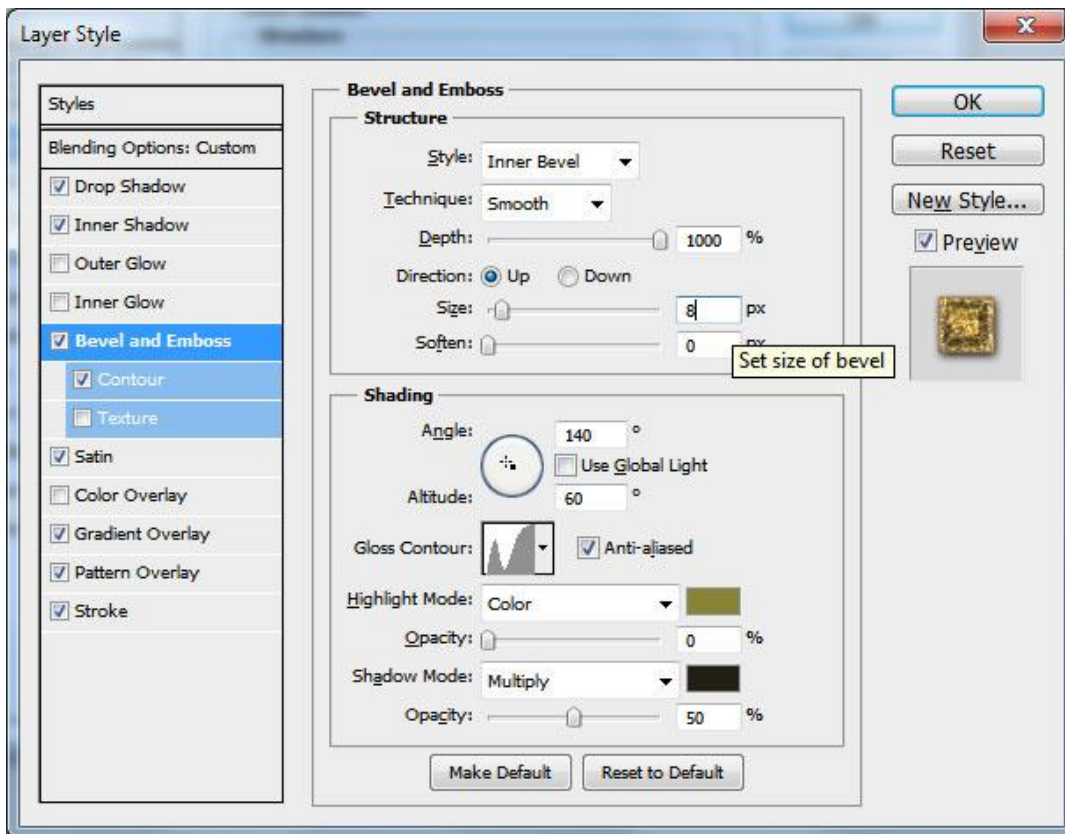 Layer Style
Styles
Blending Options: Custom
Drop Shadow
Inner Shadow
Outer Glow
Inner Glow
Bevel and Emboss
Contour
Texture
Satin
Color Overlay
Gradient Overlay
Pattern Overlay
Stroke
Bevel and Emboss
Structure
Style: Inner Bevel
Technique: Smooth
Depth: 1000 %
Direction: Up Down
Size: 8 px
Soften: 0 px
Set size of bevel
Shading
Angle: 140 °
Use Global Light
Altitude: 60 °
Gloss Contour: Anti-aliased
Highlight Mode: Color
Opacity: 0 %
Shadow Mode: Multiply
Opacity: 50 %
Make Default Reset to Default
OK
Reset
New Style...
Preview